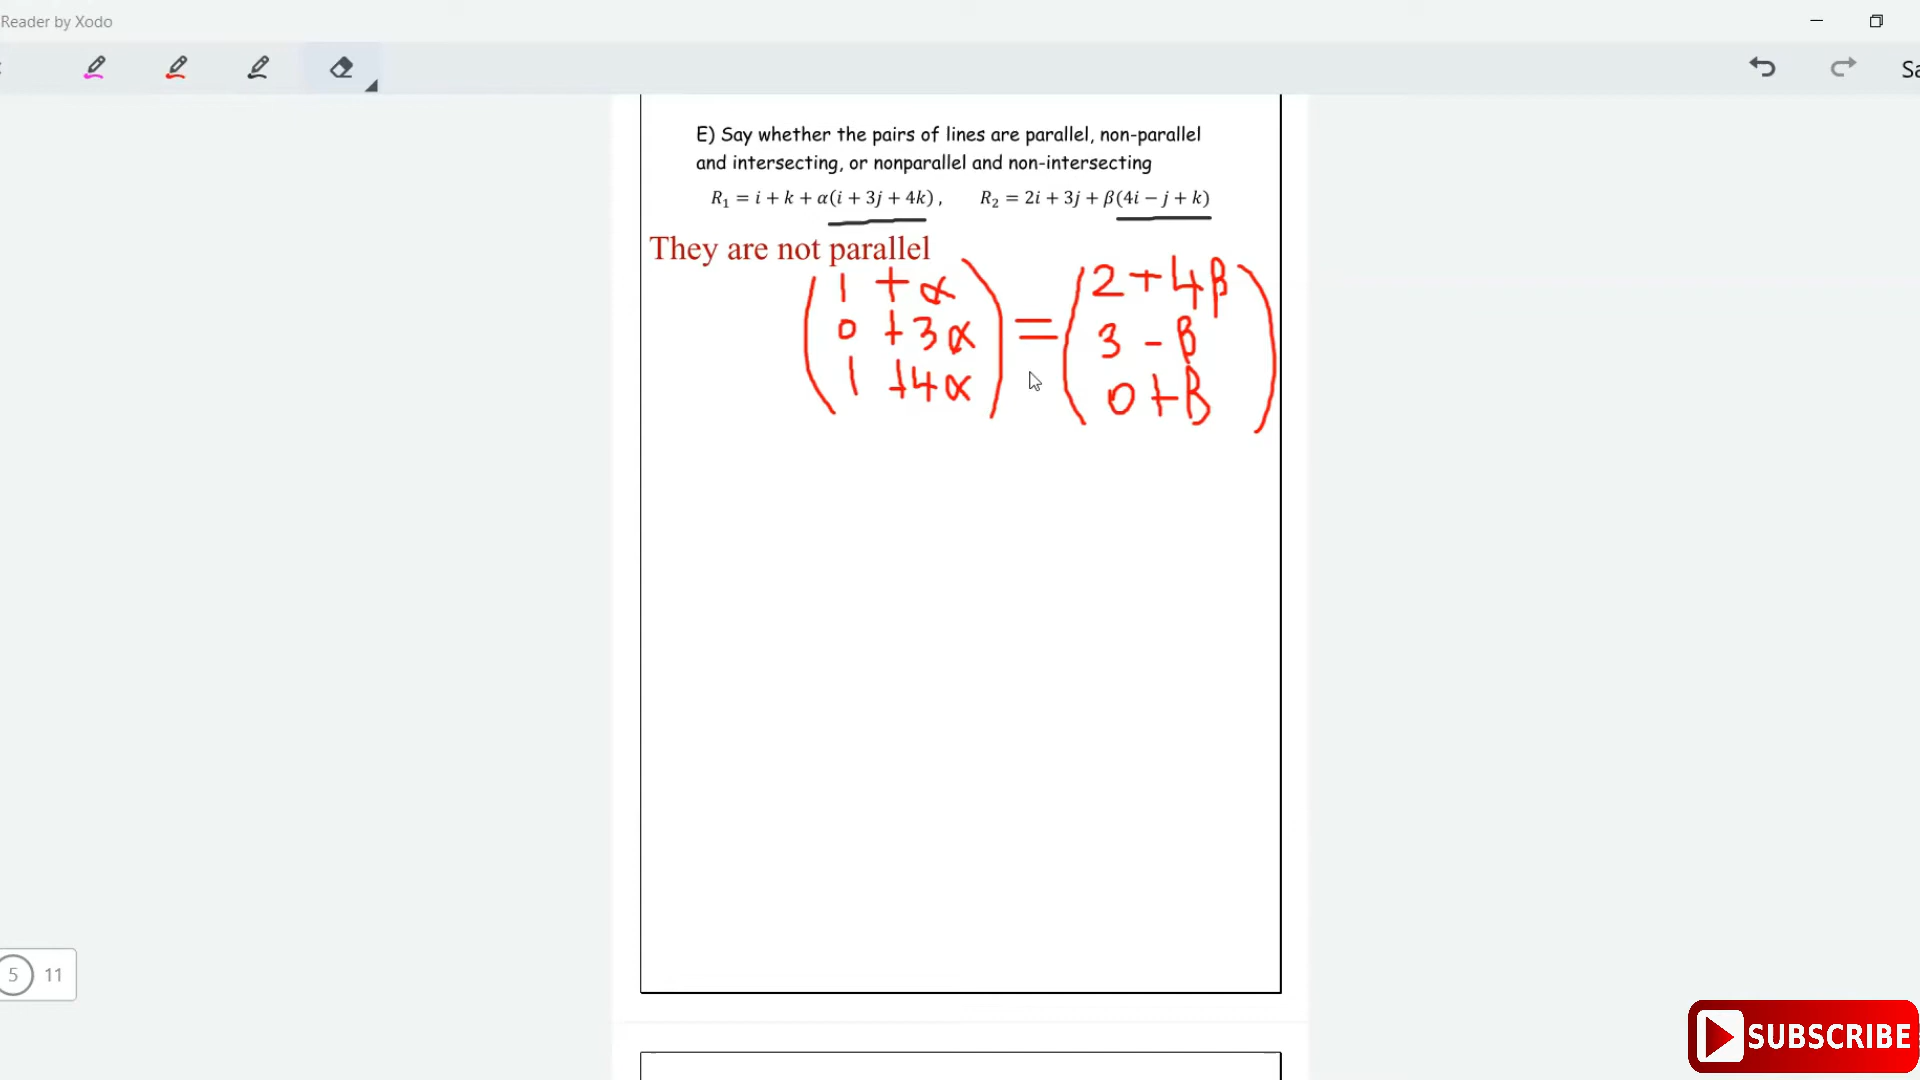 Reader by Xodo
Sa
E) Say whether the pairs of lines are parallel, non-parallel
and intersecting, or nonparallel and non-intersecting
R₁ = i + k + α(i + 3j + 4k) , R₂ = 2i + 3j + β(4i − j + k)
They are not parallel
1 + α = 2 + 4β
0 + 3α 3 - β
1 + 4α 0 + β
5 11
SUBSCRIBE